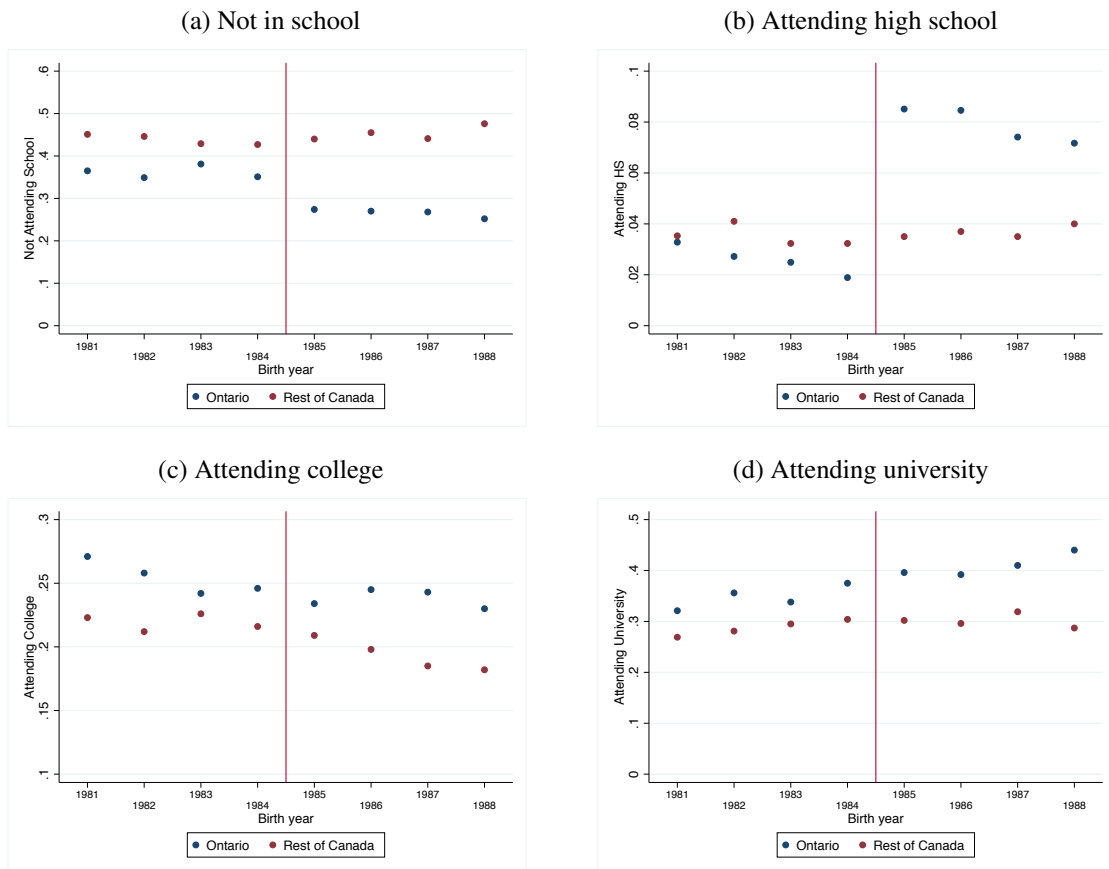 (a) Not in school
Not Attending School
.6
.5
.4
.3
.2
.1
0
1981 1983 1985 1987
1982 1984 1986 1988
Birth year
Ontario Rest of Canada
(b) Attending high school
Attending HS
.1
.08
.06
.04
.02
0
1981 1983 1985 1987
1982 1984 1986 1988
Birth year
Ontario Rest of Canada
(c) Attending college
Attending College
.3
.25
.2
.15
.1
1981 1983 1985 1987
1982 1984 1986 1988
Birth year
Ontario Rest of Canada
(d) Attending university
Attending University
.5
.4
.3
.2
.1
0
1981 1983 1985 1987
1982 1984 1986 1988
Birth year
Ontario Rest of Canada